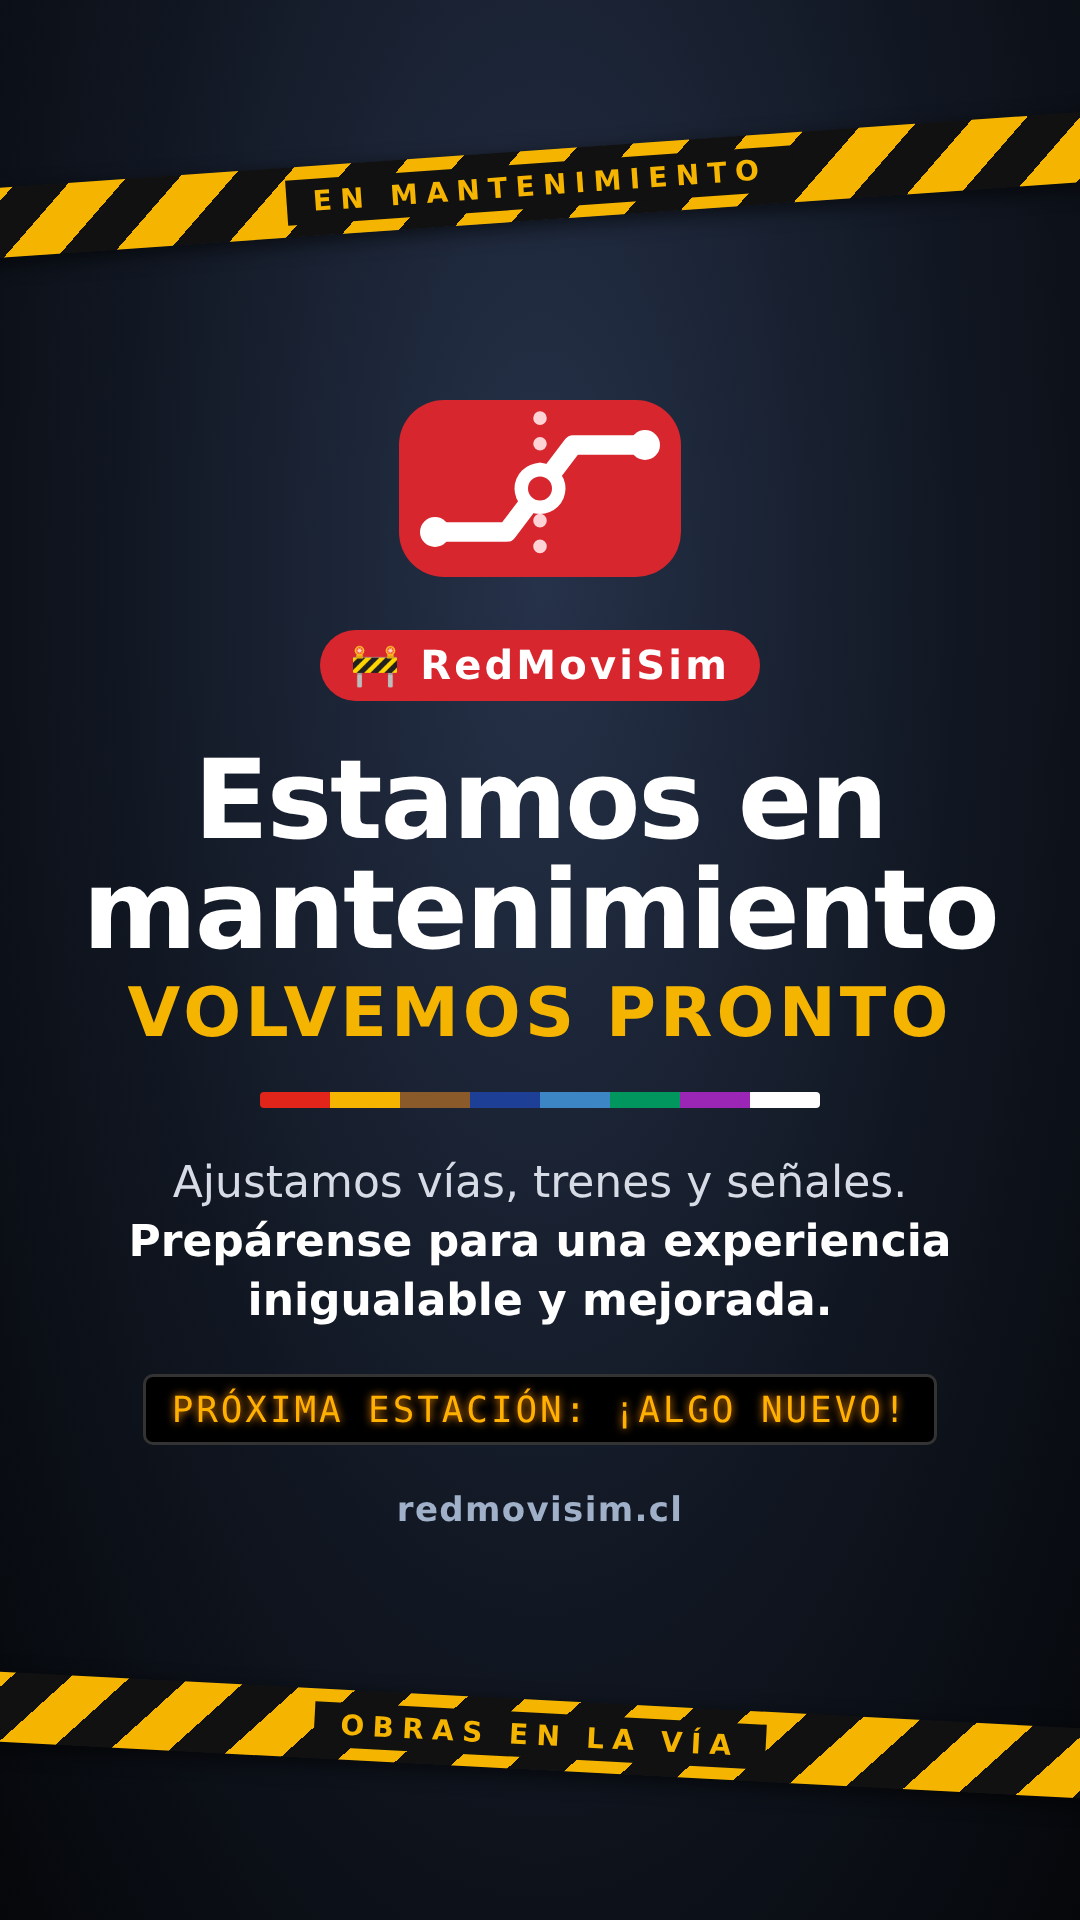 EN MANTENIMIENTO
RedMoviSim
Estamos en
mantenimiento
VOLVEMOS PRONTO
Ajustamos vías, trenes y señales.
Prepárense para una experiencia
inigualable y mejorada.
PRÓXIMA ESTACIÓN: ¡ALGO NUEVO!
redmovisim.cl
OBRAS EN LA VÍA